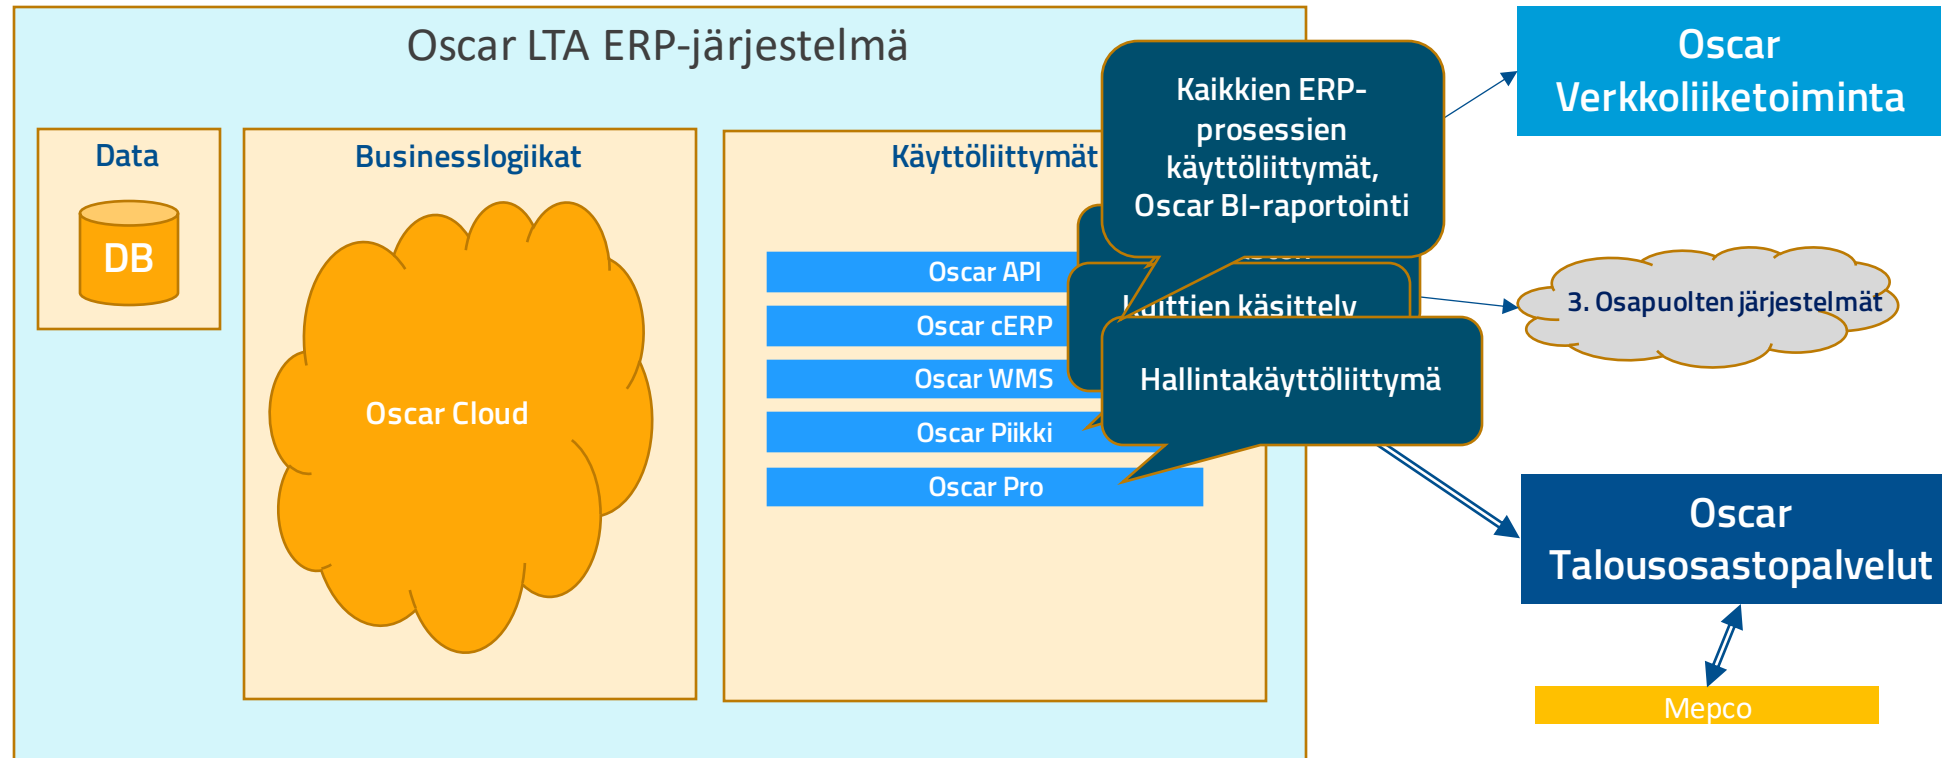 Oscar LTA ERP-järjestelmä
Data
DB
Businesslogiikat
Oscar Cloud
Käyttöliittymät
Oscar API
Oscar cERP
Oscar WMS
Oscar Piikki
Oscar Pro
Kaikkien ERP-
prosessien
käyttöliittymät,
Oscar BI-raportointi
käsittely
Hallintakäyttöliittymä
Oscar
Verkkoliiketoiminta
3. Osapuolten järjestelmät
Oscar
Talousosastopalvelut
Mepco